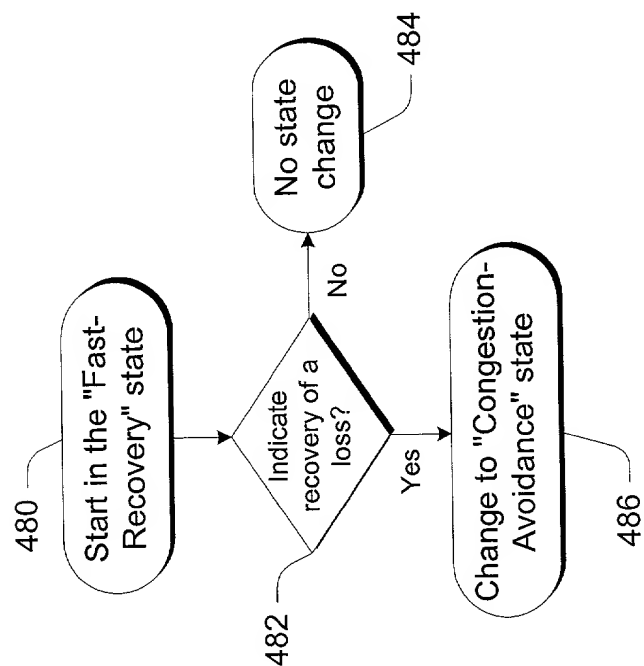 480
Start in the "Fast-
Recovery" state
482
Indicate
recovery of a
loss?
No
No state
change
484
Yes
Change to "Congestion-
Avoidance" state
486